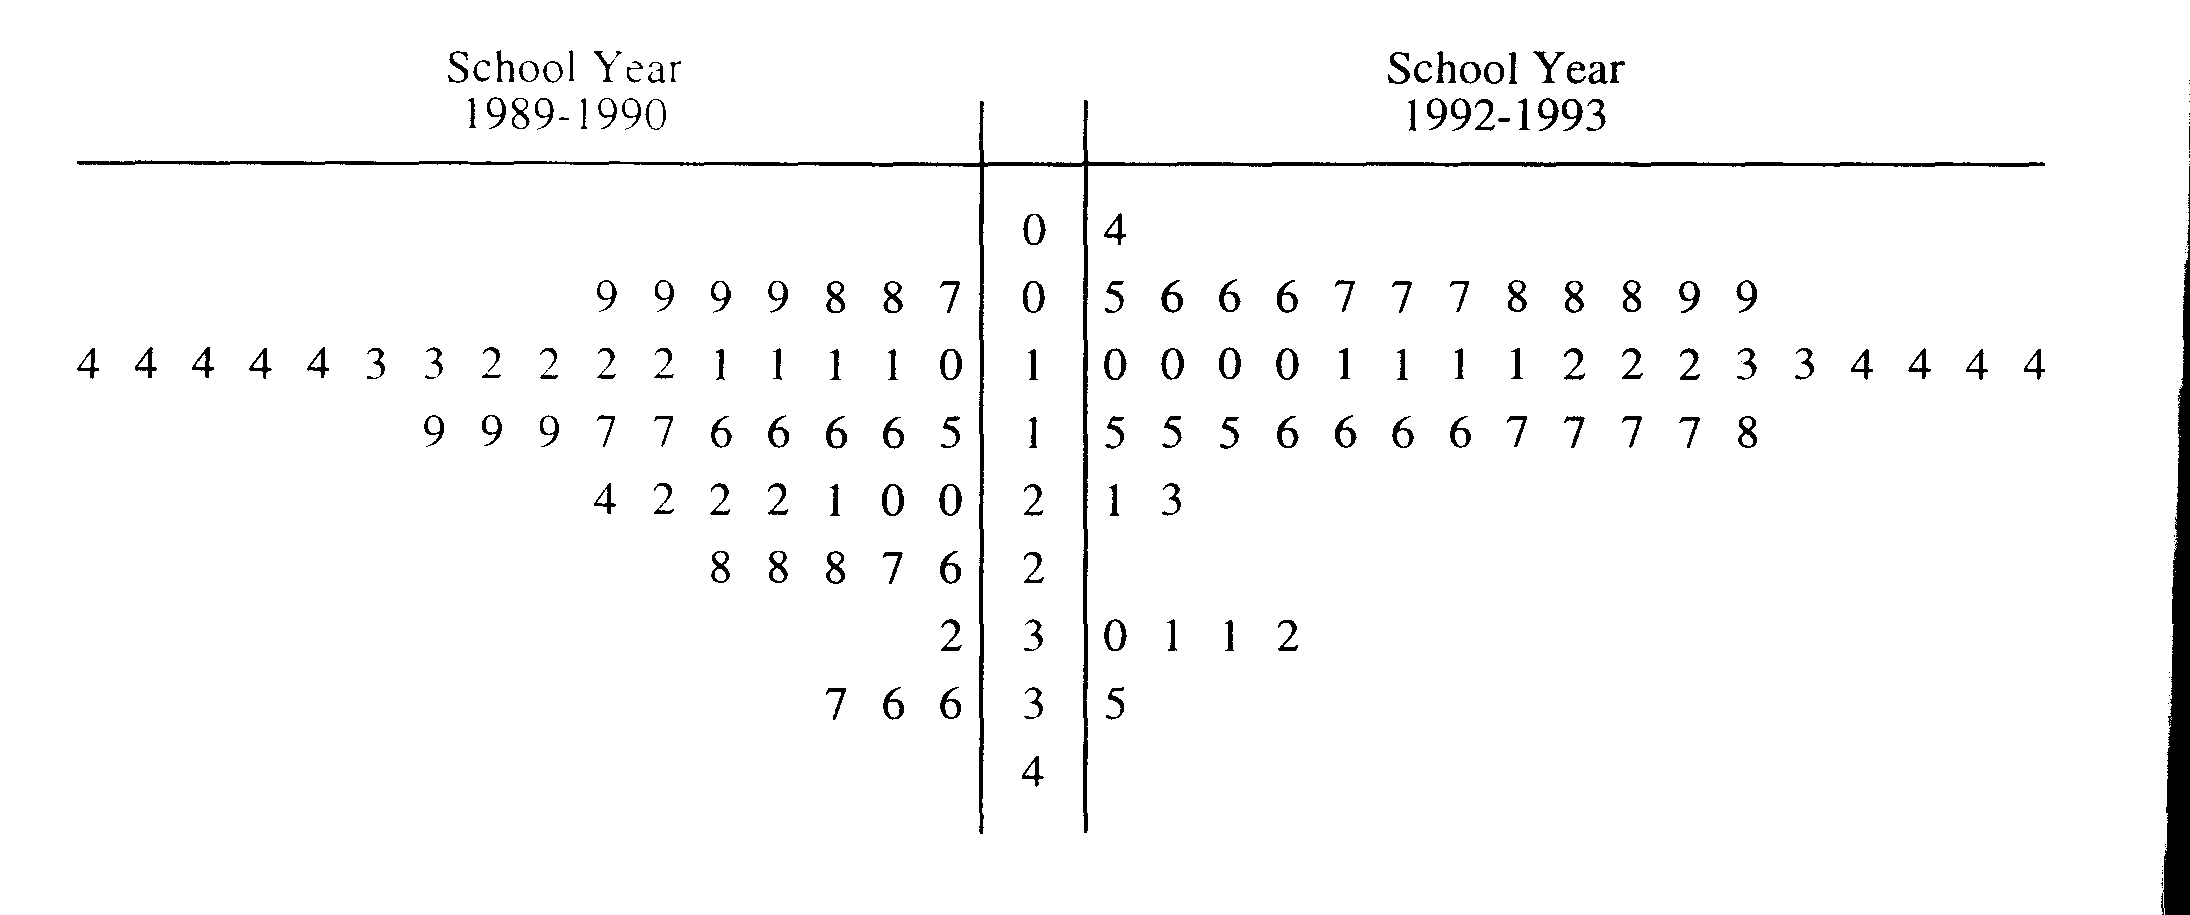 School Year School Year
1989-1990 1992-1993
0 4
9 9 9 9 8 8 7 0 5 6 6 6 7 7 7 8 8 8 9 9
4 4 4 4 4 3 3 2 2 2 2 1 1 1 1 0 1 0 0 0 0 1 1 1 1 2 2 2 3 3 4 4 4 4
9 9 9 7 7 6 6 6 6 5 1 5 5 5 6 6 6 6 7 7 7 7 8
4 2 2 2 1 0 0 2 1 3
8 8 8 7 6 2
2 3 0 1 1 2
7 6 6 3 5
4